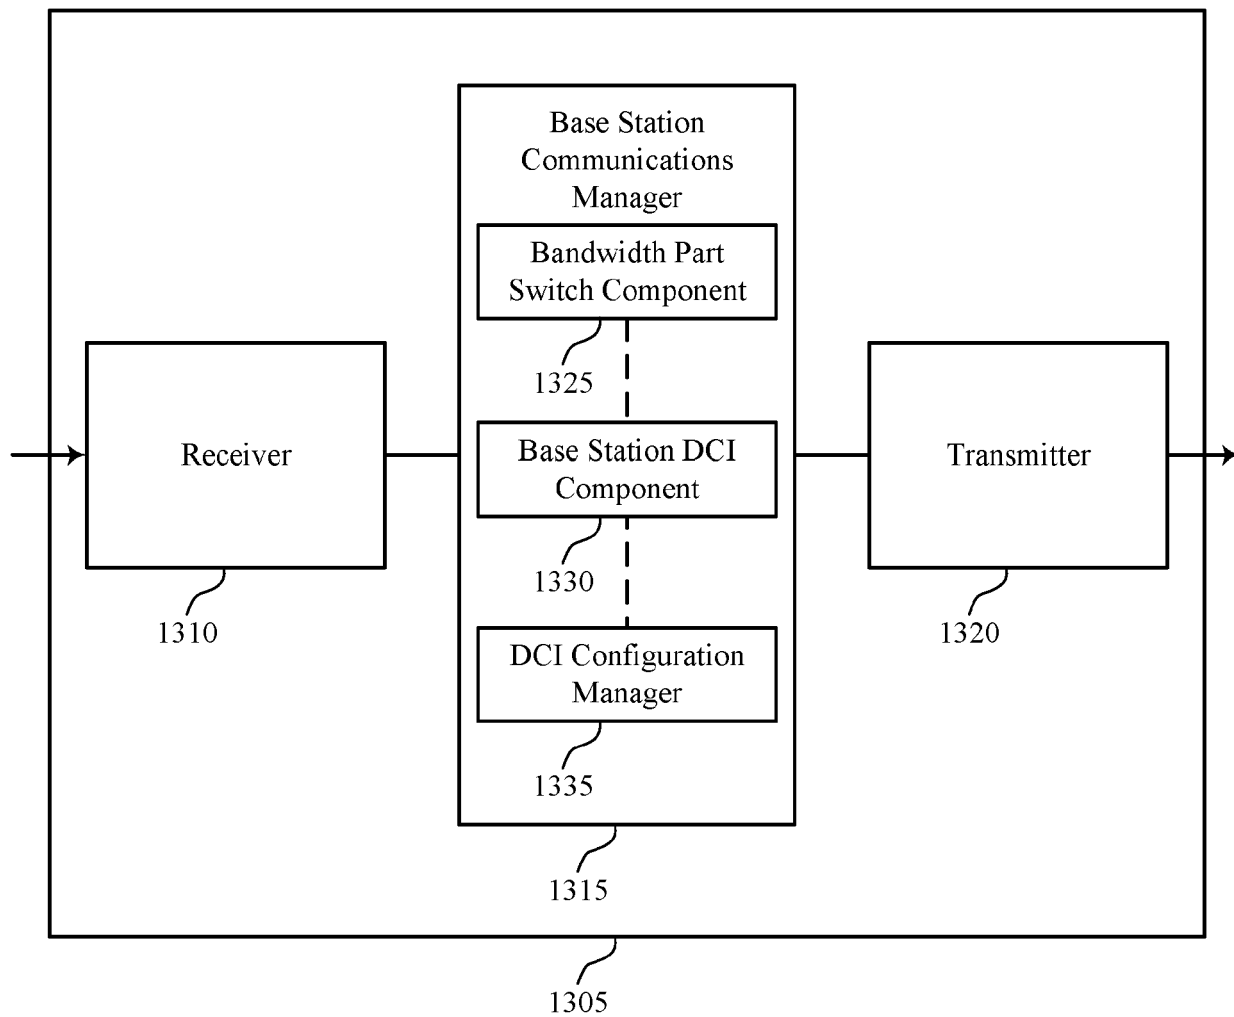 Base Station
Communications
Manager
Bandwidth Part
Switch Component
1325
Receiver
1310
Base Station DCI
Component
1330
Transmitter
1320
DCI Configuration
Manager
1335
1315
1305